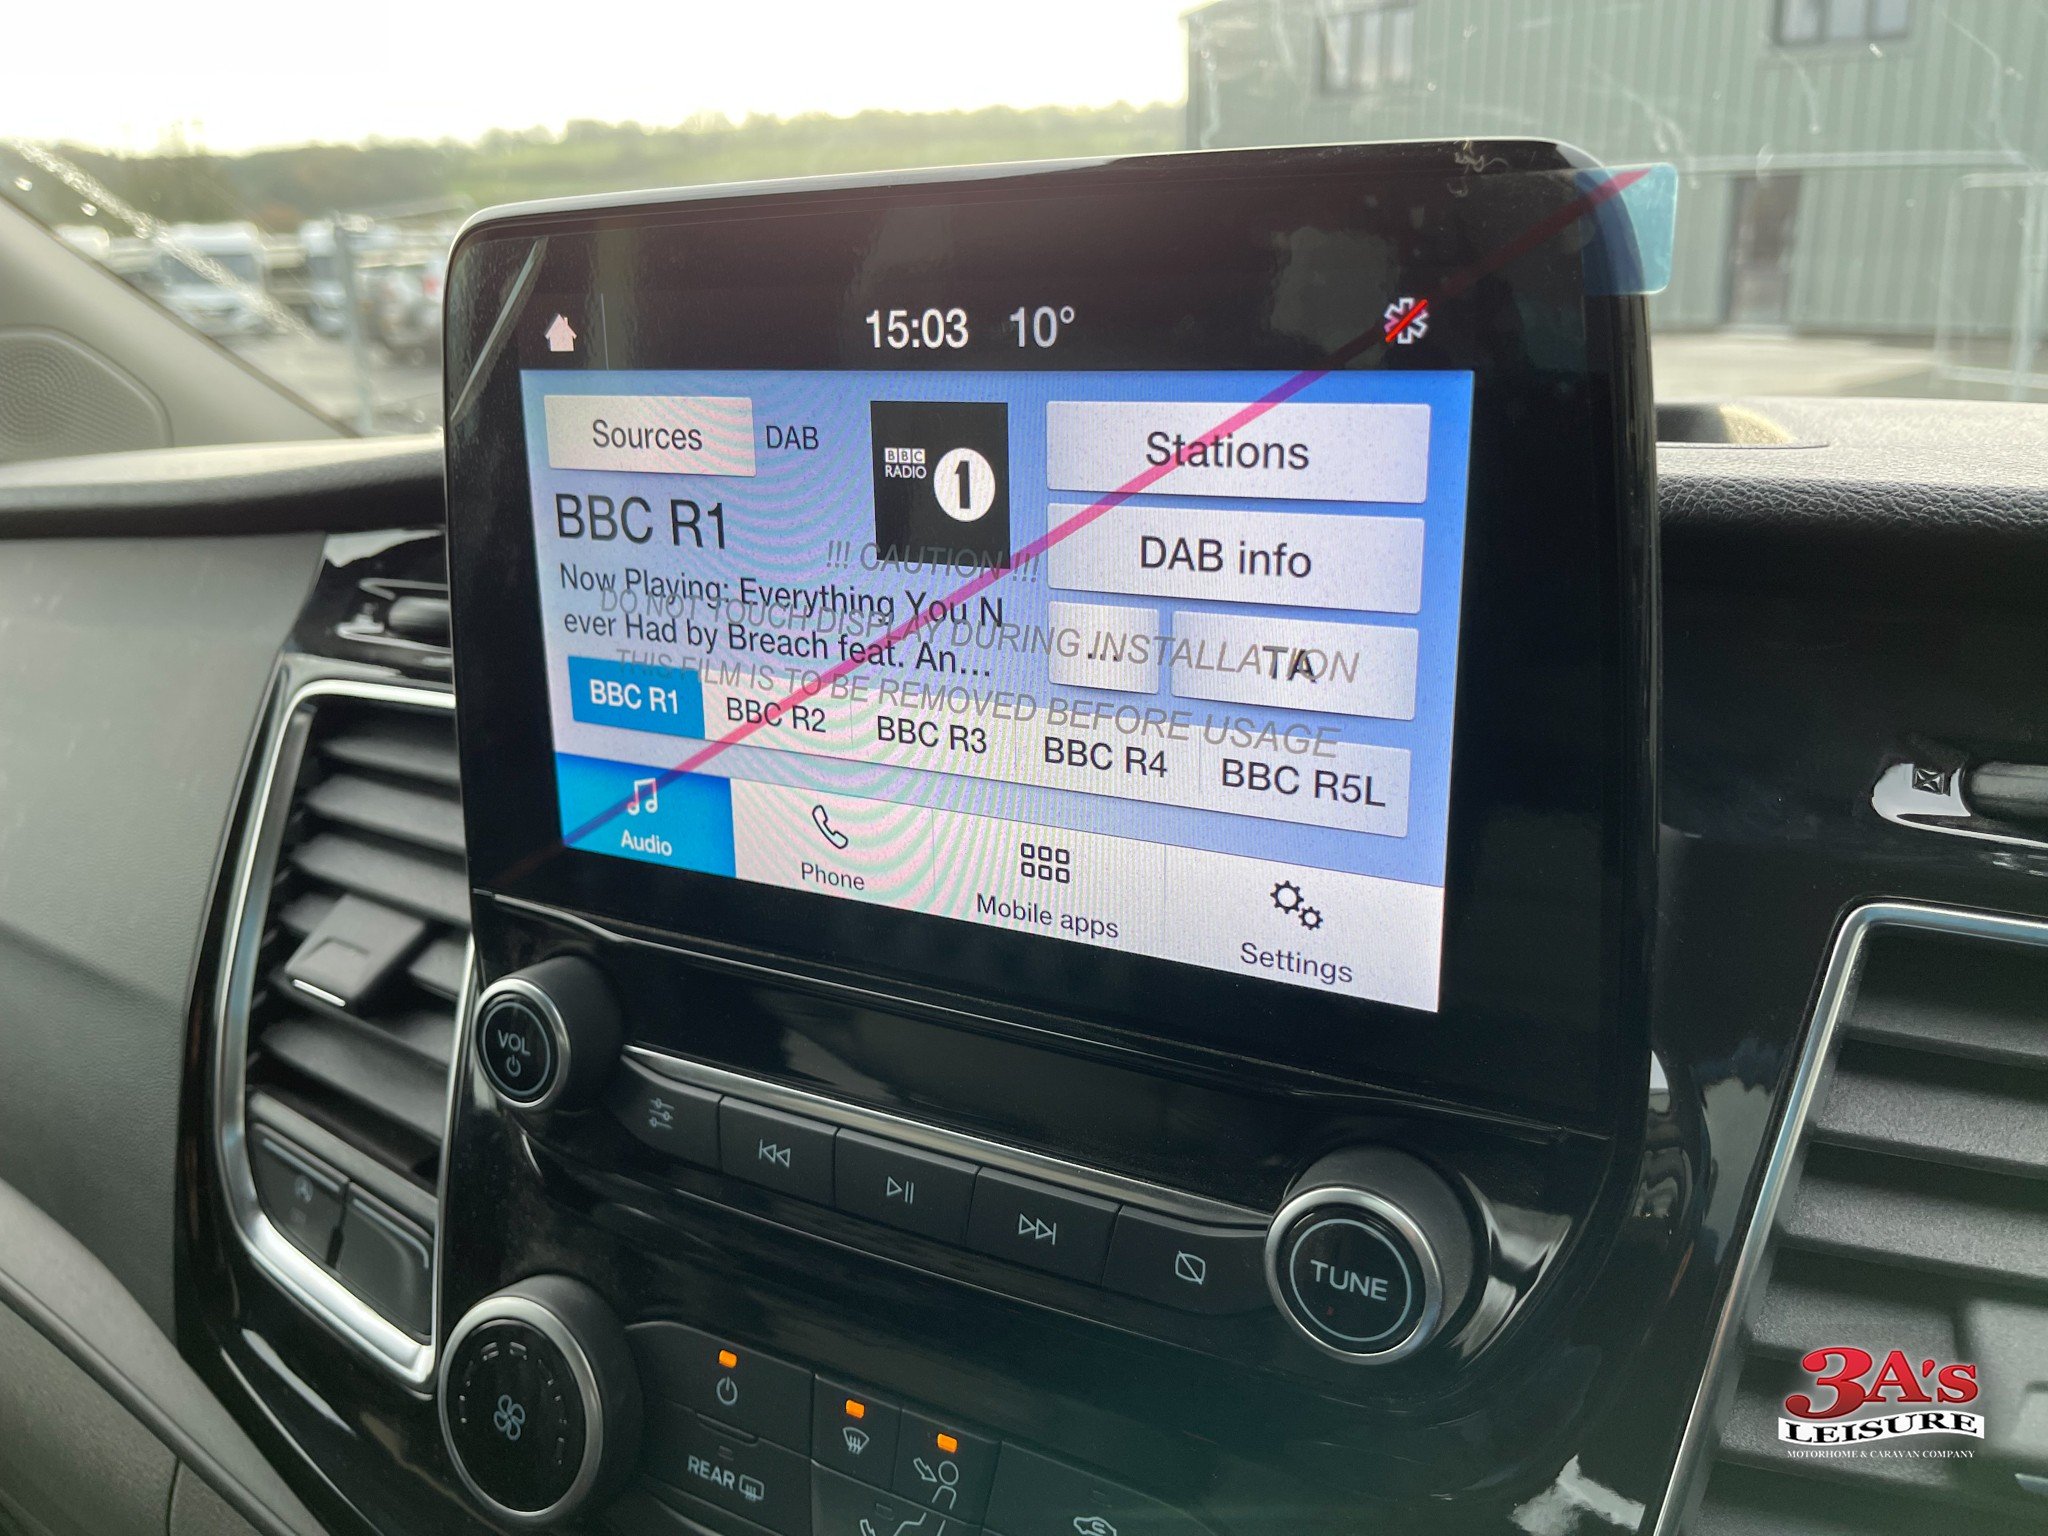 15:03 10°
Sources DAB
BBC
RADIO 1
Stations
BBC R1
DAB info
!!! CAUTION !!!
Now Playing: Everything You N
ever Had by Breach feat. An...
DO NOT TOUCH DISPLAY DURING INSTALLATION
THIS FILM IS TO BE REMOVED BEFORE USAGE
... TA
BBC R1 BBC R2 BBC R3 BBC R4 BBC R5L
Audio Phone Mobile apps Settings
VOL
TUNE
REAR
3A's
LEISURE
MOTORHOME & CARAVAN COMPANY